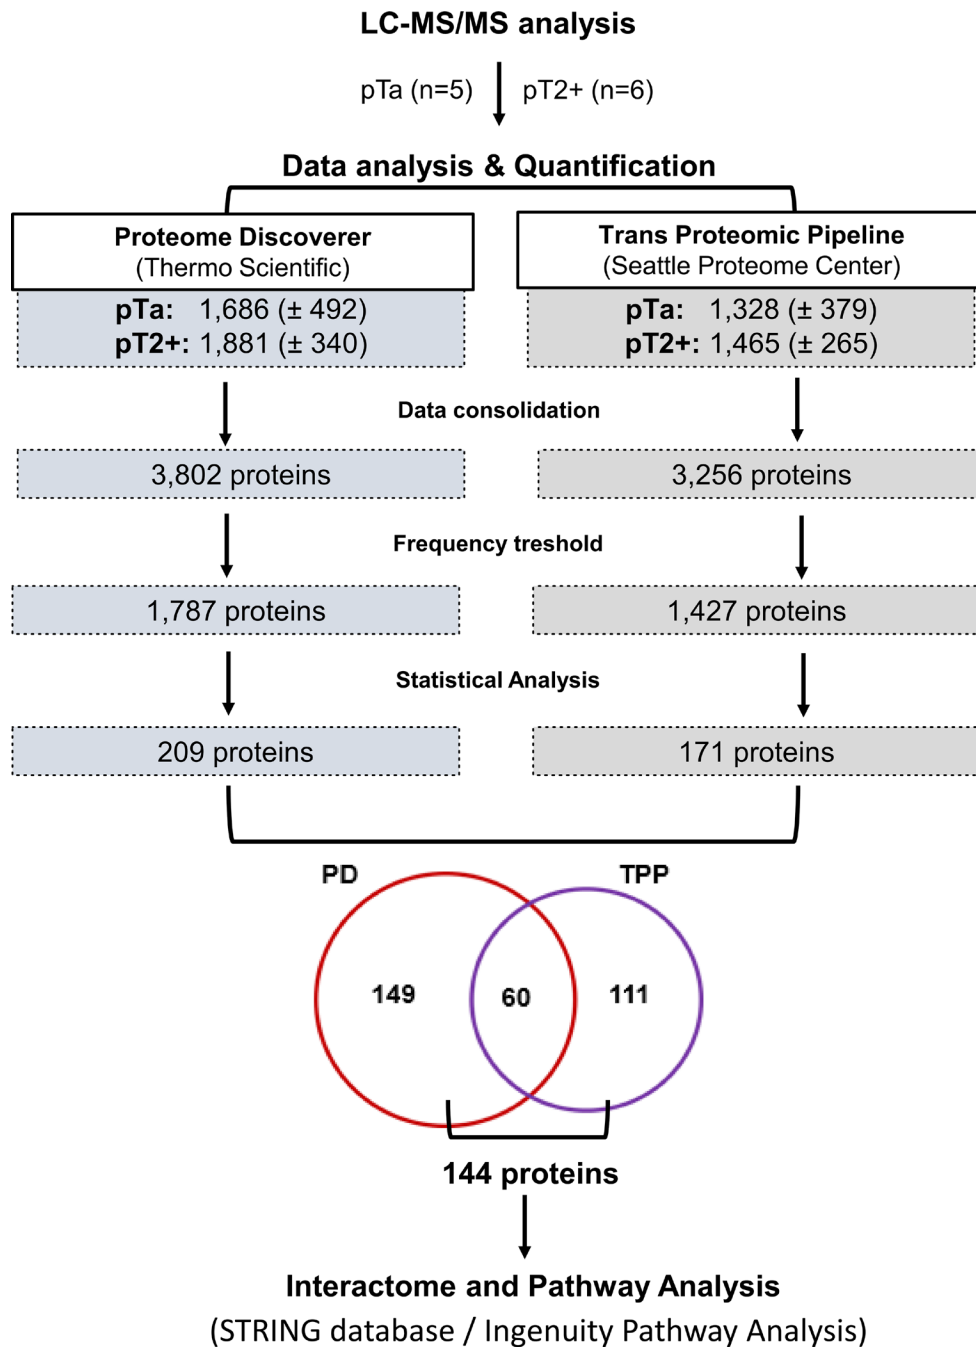 LC-MS/MS analysis
pTa (n=5) pT2+ (n=6)
Data analysis & Quantification
Proteome Discoverer
(Thermo Scientific)
pTa: 1,686 (± 492)
pT2+: 1,881 (± 340)
Trans Proteomic Pipeline
(Seattle Proteome Center)
pTa: 1,328 (± 379)
pT2+: 1,465 (± 265)
Data consolidation
3,802 proteins
3,256 proteins
Frequency treshold
1,787 proteins
1,427 proteins
Statistical Analysis
209 proteins
171 proteins
PD
TPP
149
60
111
144 proteins
Interactome and Pathway Analysis
(STRING database / Ingenuity Pathway Analysis)